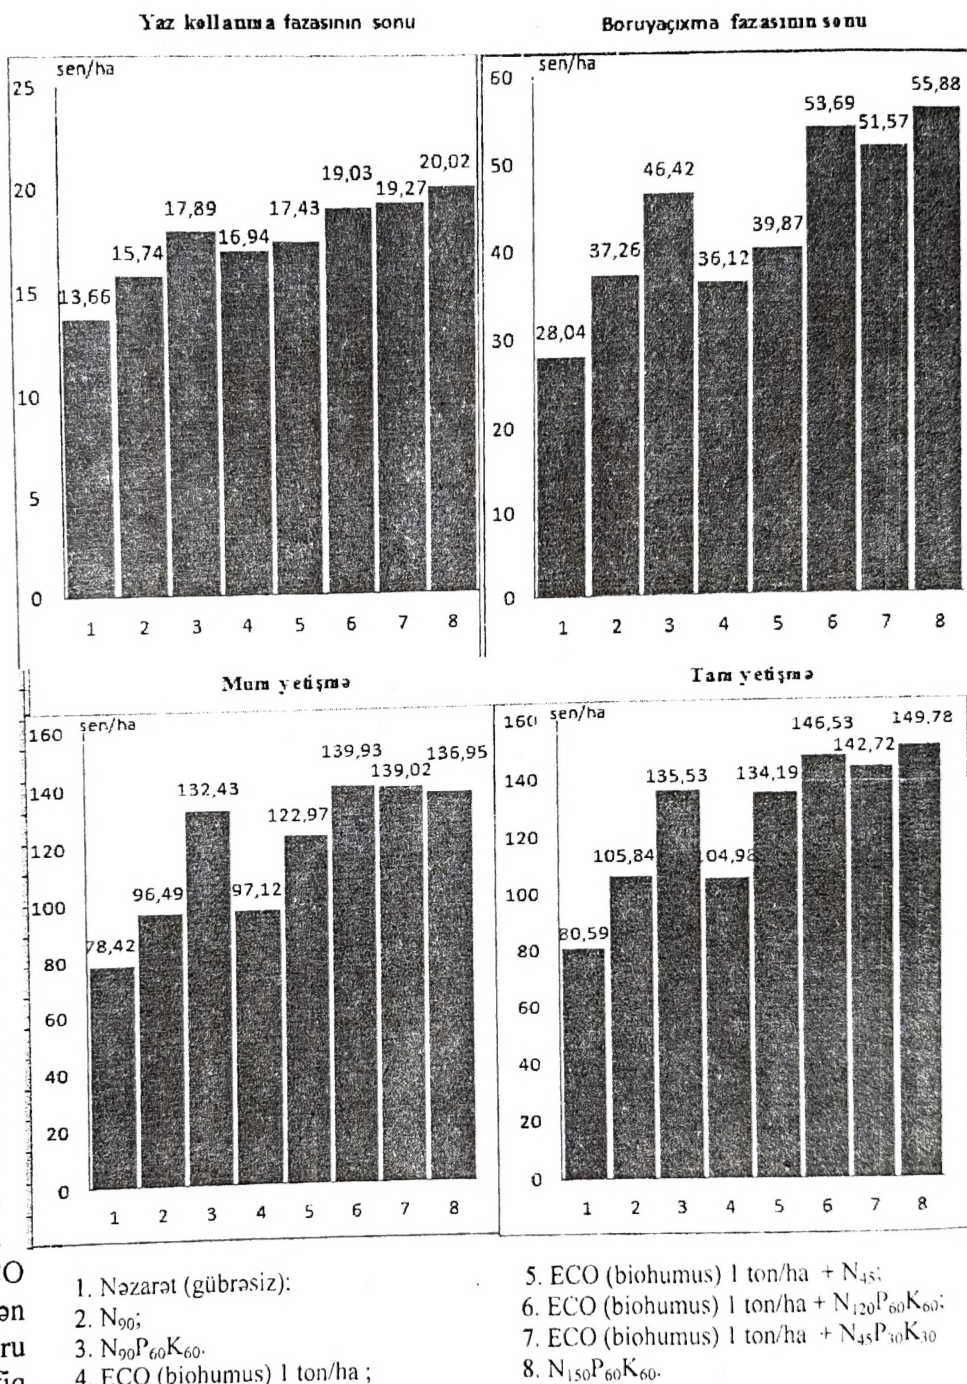 Yaz kollanma fazasının sonu
sen/ha
25
20
15
10
5
0
13,66
15,74
17,89
16,94
17,43
19,03
19,27
20,02
1 2 3 4 5 6 7 8
Boruyaçıxma fazasının sonu
sen/ha
60
50
40
30
20
10
0
28,04
37,26
46,42
36,12
39,87
53,69
51,57
55,88
1 2 3 4 5 6 7 8
Mum yetişmə
sen/ha
160
140
120
100
80
60
40
20
0
78,42
96,49
132,43
97,12
122,97
139,93
139,02
136,95
1 2 3 4 5 6 7 8
Tam yetişmə
sen/ha
160
140
120
100
80
60
40
20
0
80,59
105,84
135,53
04,98
134,19
146,53
142,72
149,78
1 2 3 4 5 6 7 8
O
ən
ru
1. Nəzarət (gübrəsiz):
2. N₉₀;
3. N₉₀P₆₀K₆₀.
4. ECO (biohumus) 1 ton/ha ;
5. ECO (biohumus) 1 ton/ha + N₄₅;
6. ECO (biohumus) 1 ton/ha + N₁₂₀P₆₀K₆₀;
7. ECO (biohumus) 1 ton/ha + N₄₅P₃₀K₃₀
8. N₁₅₀P₆₀K₆₀.